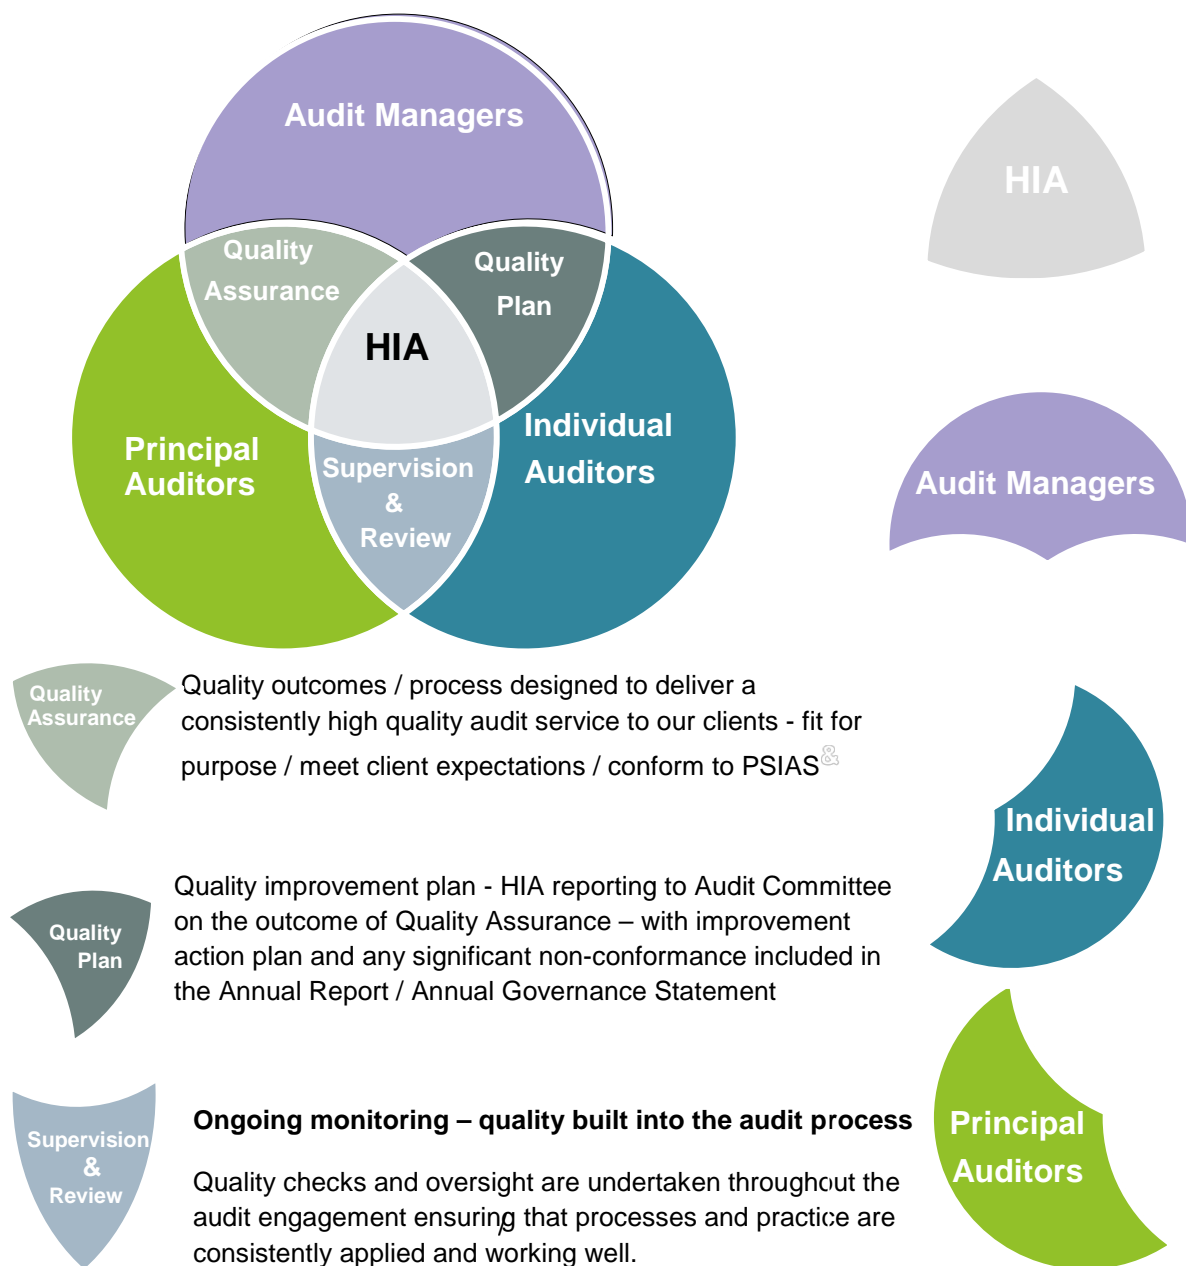 Audit Managers
Quality
Assurance
Quality
Plan
HIA
Principal
Auditors
Individual
Auditors
Supervision
&
Review
HIA
Audit Managers
Quality
Assurance
Quality outcomes / process designed to deliver a
consistently high quality audit service to our clients - fit for
purpose / meet client expectations / conform to PSIAS&
Individual
Auditors
Quality
Plan
Quality improvement plan - HIA reporting to Audit Committee
on the outcome of Quality Assurance – with improvement
action plan and any significant non-conformance included in
the Annual Report / Annual Governance Statement
Supervision
&
Review
Ongoing monitoring – quality built into the audit process
Quality checks and oversight are undertaken throughout the
audit engagement ensuring that processes and practice are
consistently applied and working well.
/
Principal
Auditors